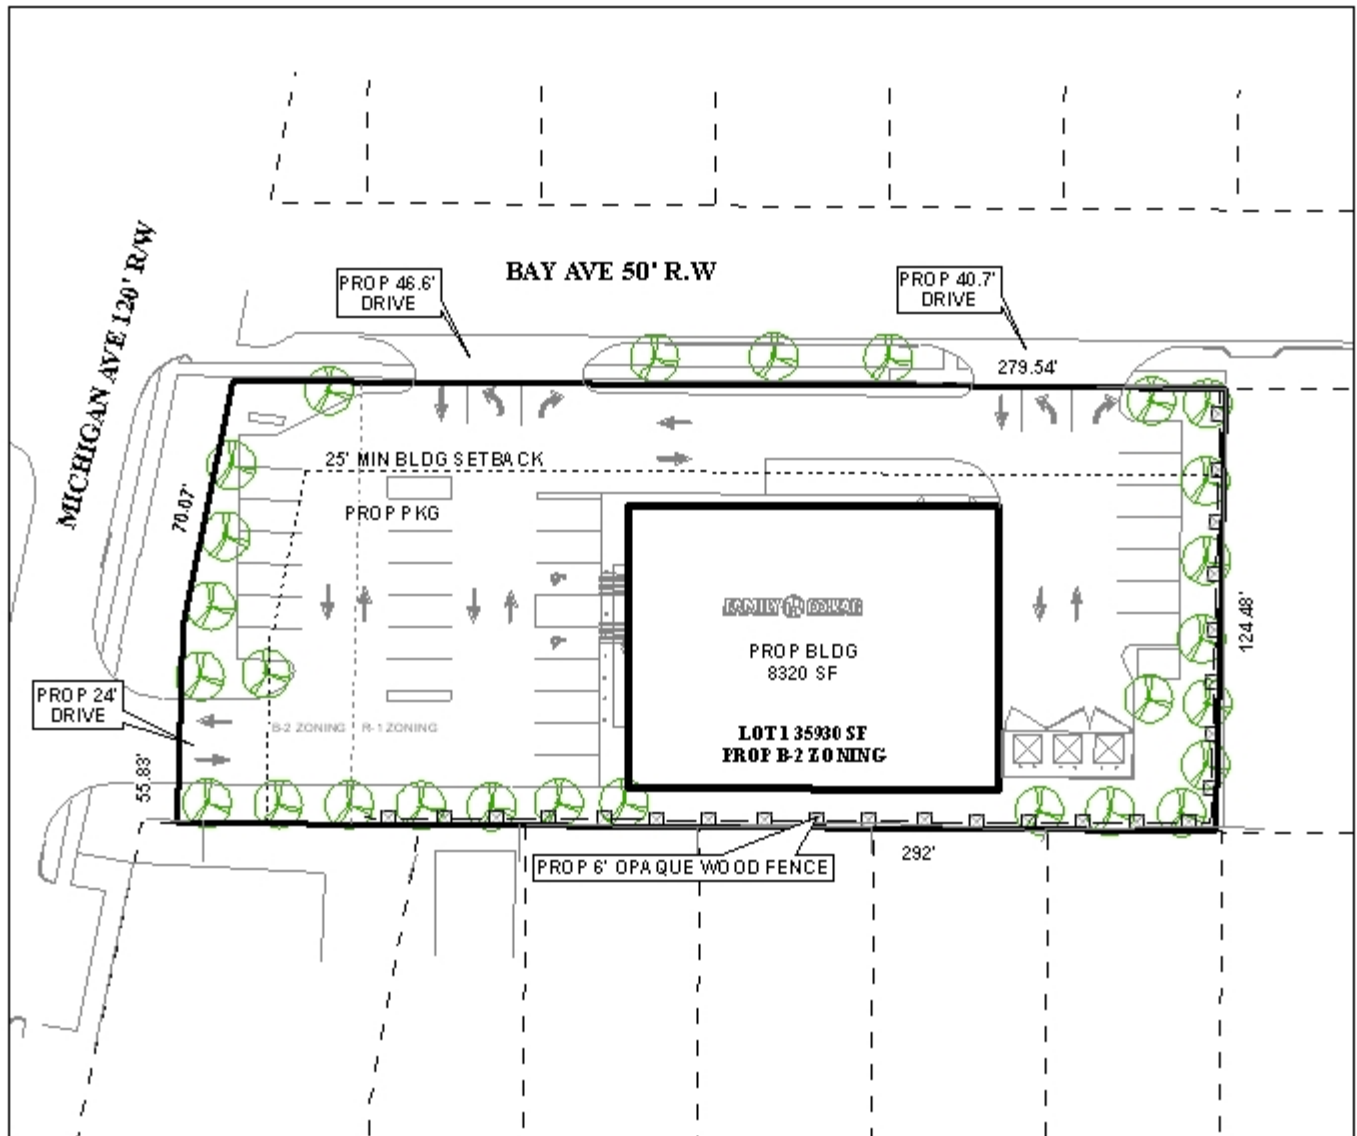 BAY AVE 50' R.W
MICHIGAN AVE 120' R/W
PROP 46.6'
DRIVE
PROP 40.7'
DRIVE
279.54'
25' MIN BLDG SETBACK
PROP PKG
70.07'
FAMILY DOLLAR
PROP BLDG
8320 SF
124.48'
PROP 24'
DRIVE
B-2 ZONING
R-1 ZONING
LOT 1 35930 SF
PROP B-2 ZONING
55.83'
PROP 6' OPAQUE WOOD FENCE
292'